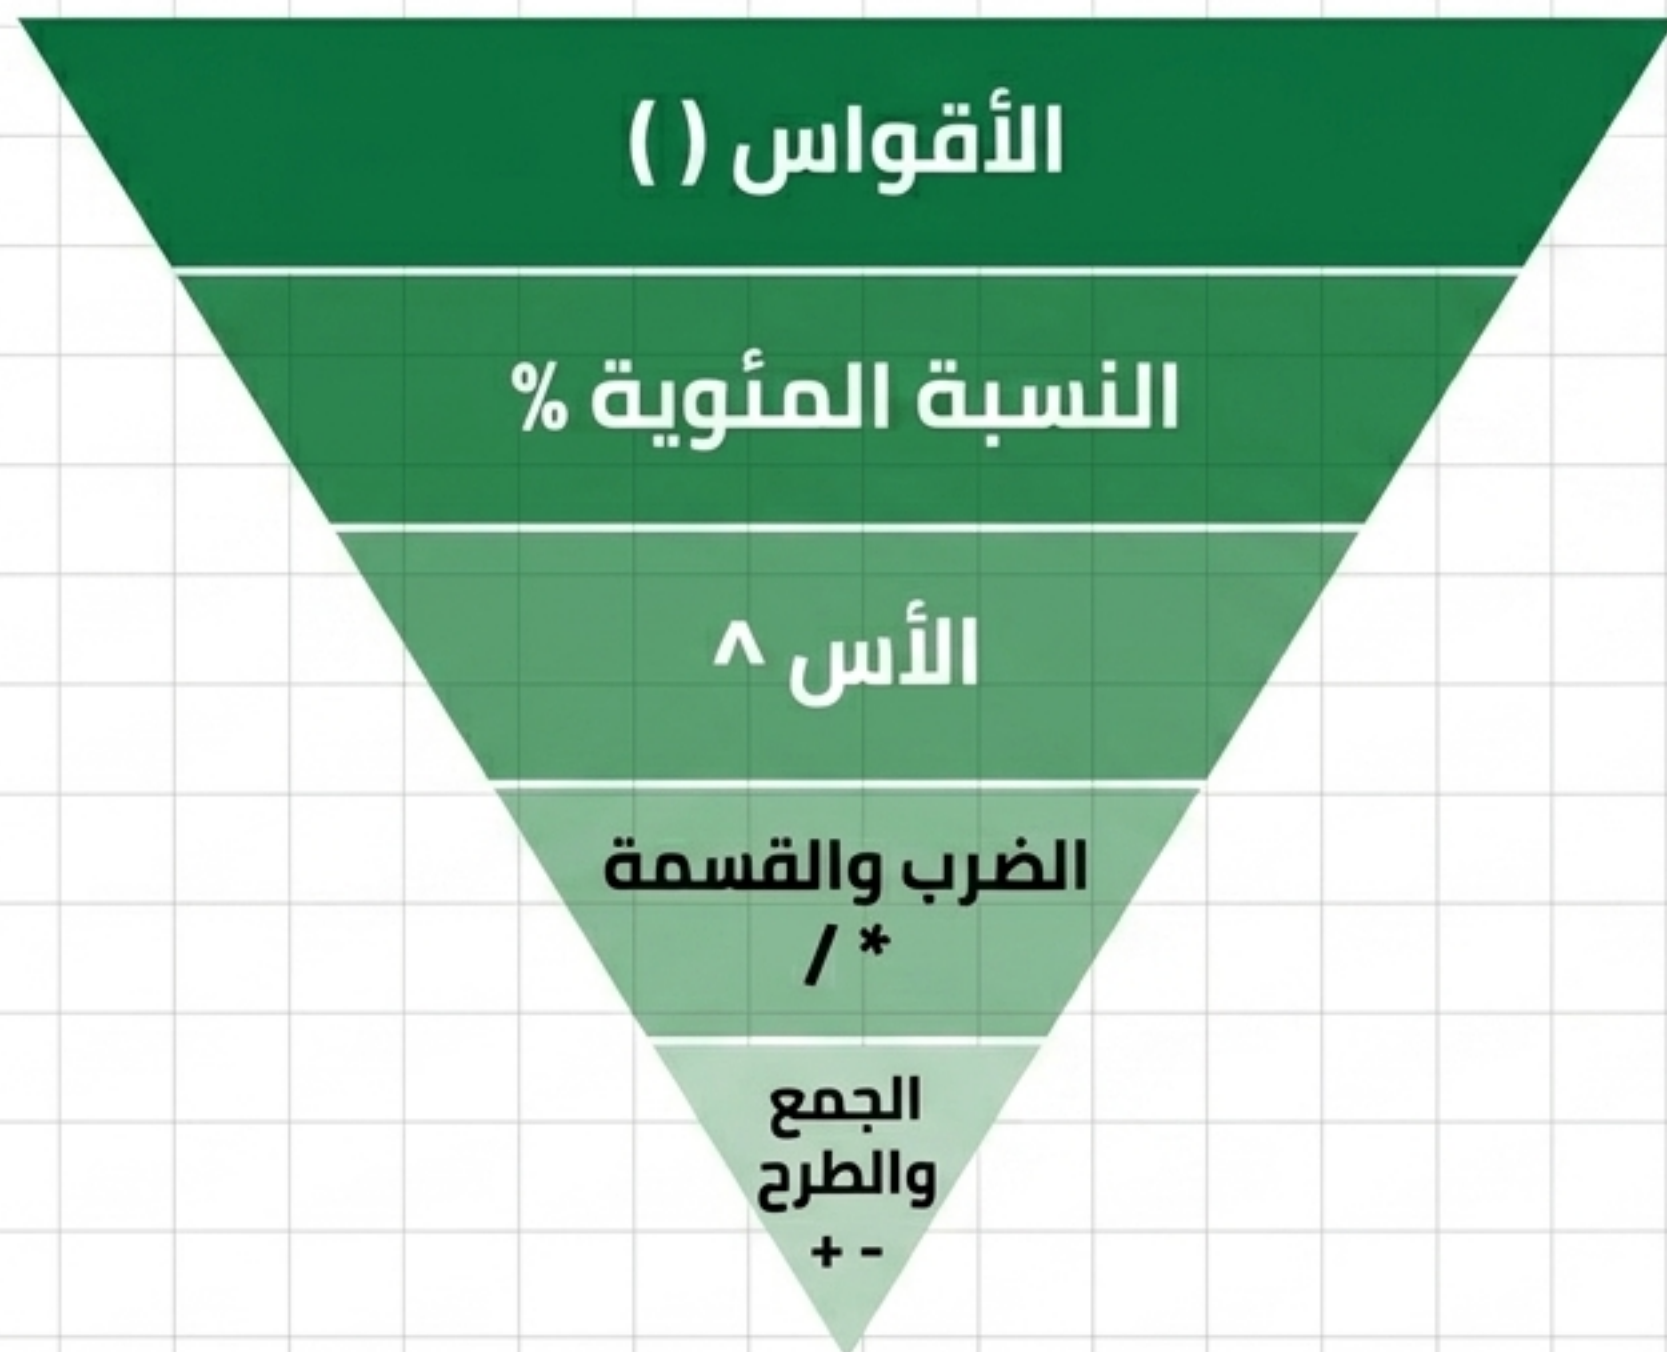 الأقواس ( )
النسبة المئوية %
الأس ^
الضرب والقسمة
* /
الجمع
والطرح
- +